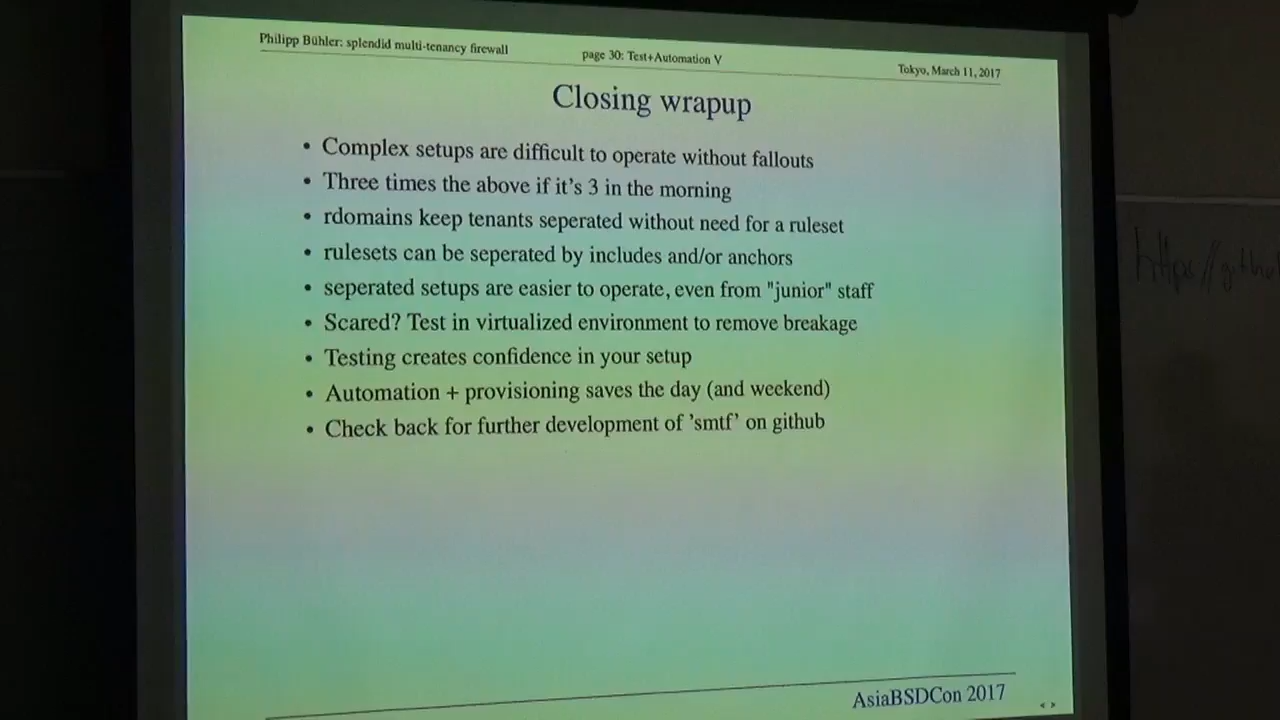 Philipp Bühler: splendid multi-tenancy firewall
page 30: Test+Automation V
Tokyo, March 11, 2017
Closing wrapup
• Complex setups are difficult to operate without fallouts
• Three times the above if it's 3 in the morning
• rdomains keep tenants seperated without need for a ruleset
• rulesets can be seperated by includes and/or anchors
• seperated setups are easier to operate, even from "junior" staff
• Scared? Test in virtualized environment to remove breakage
• Testing creates confidence in your setup
• Automation + provisioning saves the day (and weekend)
• Check back for further development of 'smtf' on github
AsiaBSDCon 2017
< >